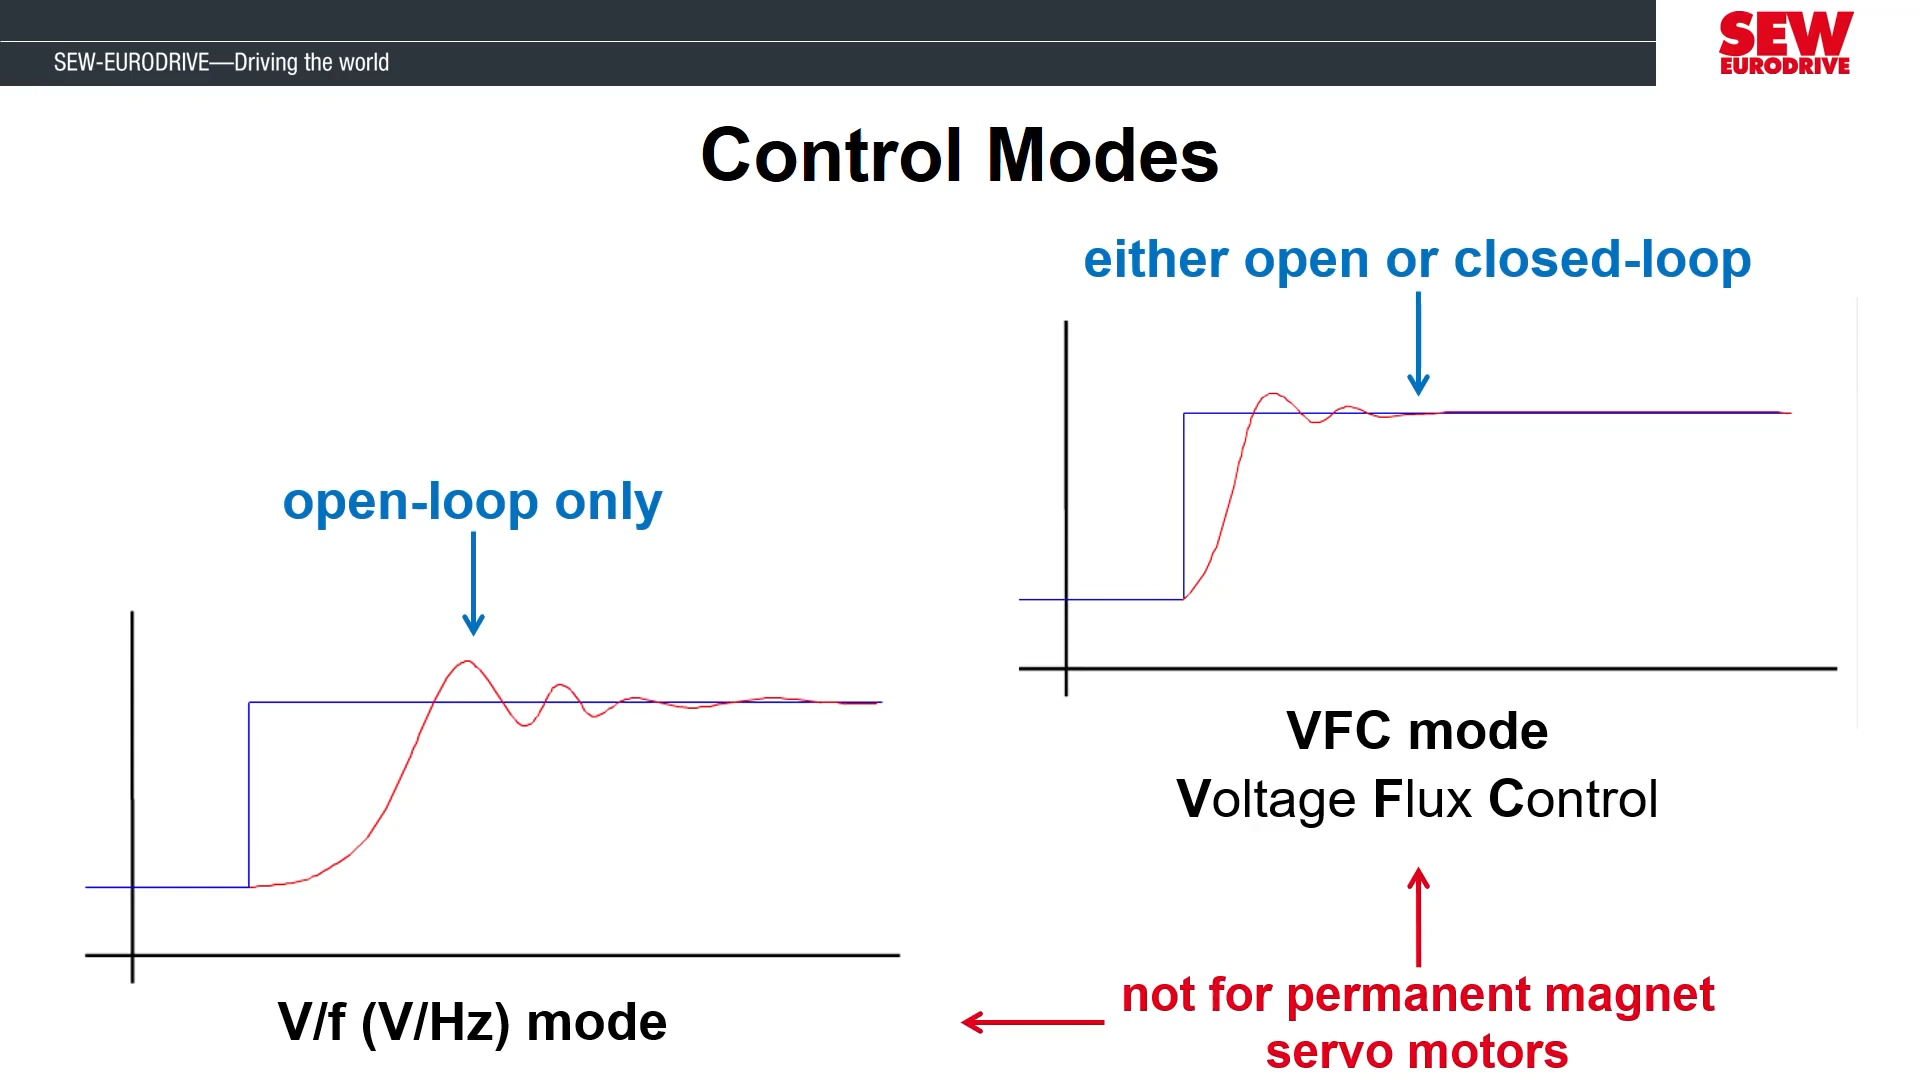 SEW-EURODRIVE—Driving the world
SEW
EURODRIVE
Control Modes
either open or closed-loop
open-loop only
VFC mode
Voltage Flux Control
V/f (V/Hz) mode
not for permanent magnet
servo motors